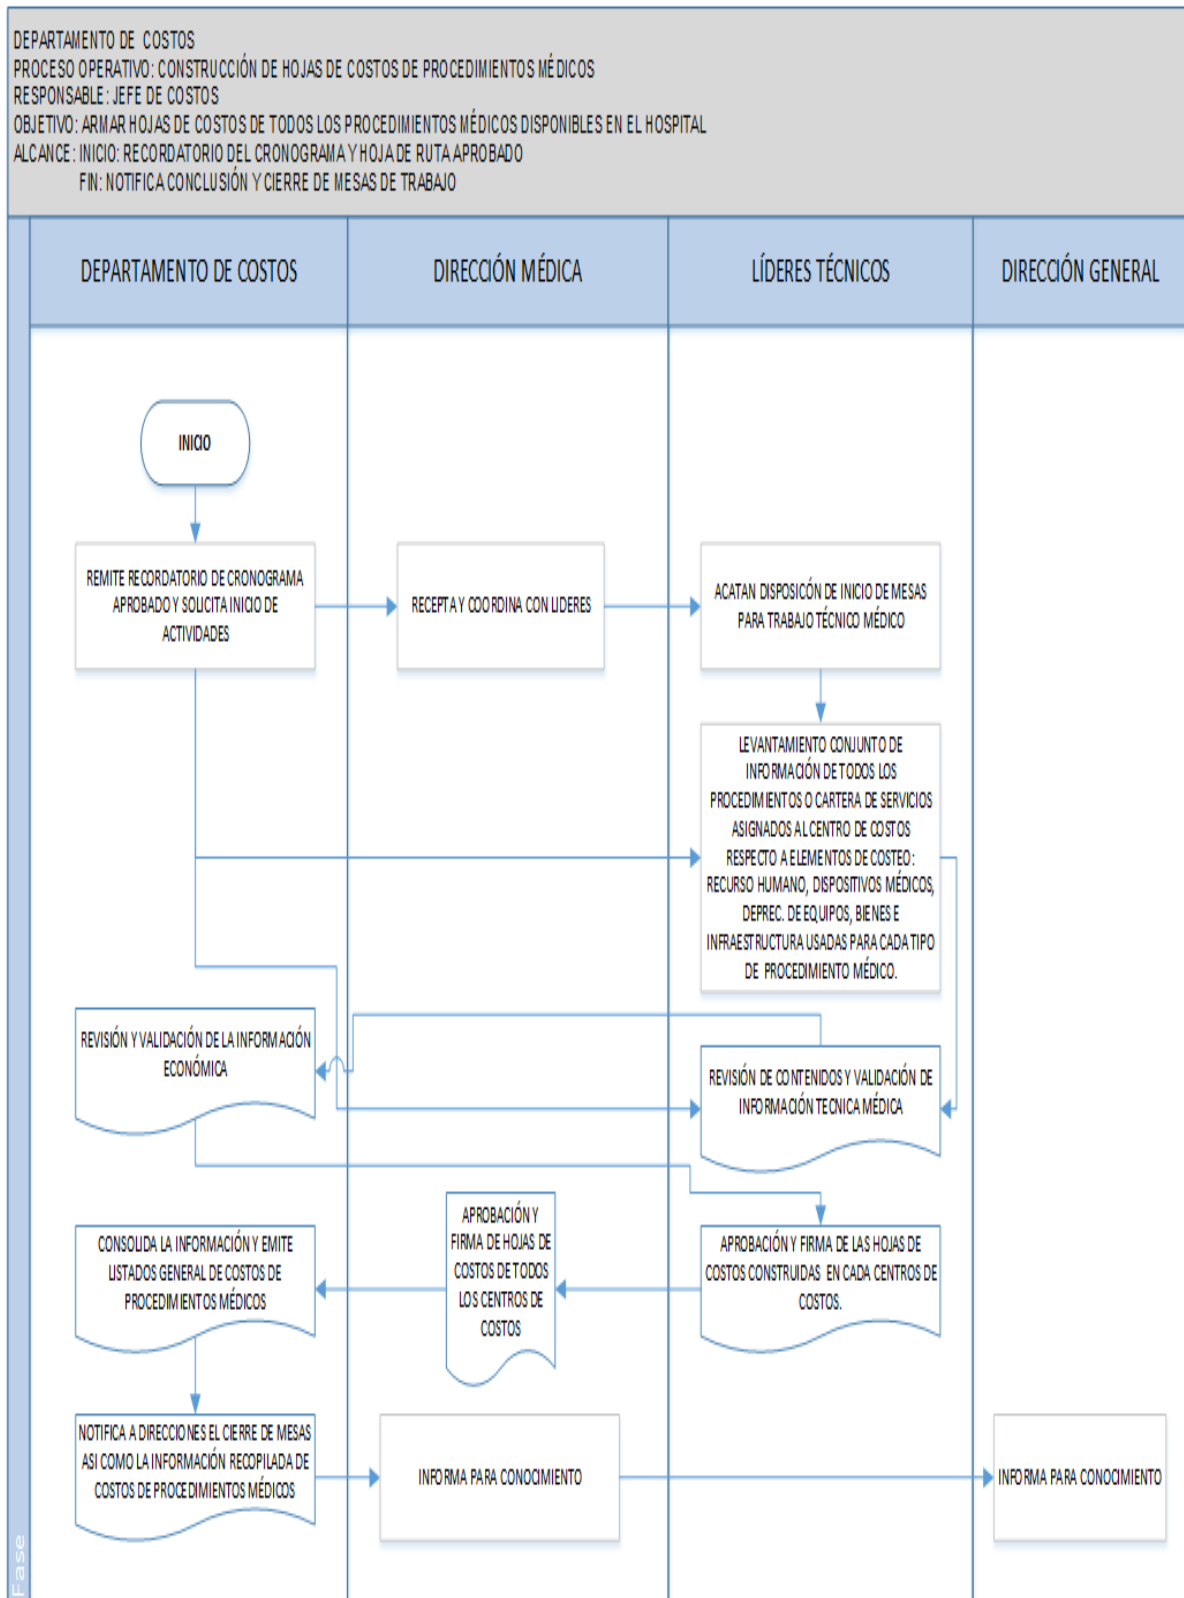 DEPARTAMENTO DE COSTOS
PROCESO OPERATIVO: CONSTRUCCIÓN DE HOJAS DE COSTOS DE PROCEDIMIENTOS MÉDICOS
RESPONSABLE: JEFE DE COSTOS
OBJETIVO: ARMAR HOJAS DE COSTOS DE TODOS LOS PROCEDIMIENTOS MÉDICOS DISPONIBLES EN EL HOSPITAL
ALCANCE: INICIO: RECORDATORIO DEL CRONOGRAMA Y HOJA DE RUTA APROBADO
FIN: NOTIFICA CONCLUSIÓN Y CIERRE DE MESAS DE TRABAJO
DEPARTAMENTO DE COSTOS
DIRECCIÓN MÉDICA
LÍDERES TÉCNICOS
DIRECCIÓN GENERAL
INICIO
REMITE RECORDATORIO DE CRONOGRAMA
APROBADO Y SOLICITA INICIO DE
ACTIVIDADES
RECEPTA Y COORDINA CON LIDERES
ACATAN DISPOSICÓN DE INICIO DE MESAS
PARA TRABAJO TÉCNICO MÉDICO
LEVANTAMIENTO CONJUNTO DE
INFORMACIÓN DE TODOS LOS
PROCEDIMIENTOS O CARTERA DE SERVICIOS
ASIGNADOS AL CENTRO DE COSTOS
RESPECTO A ELEMENTOS DE COSTEO:
RECURSO HUMANO, DISPOSITIVOS MÉDICOS,
DEPREC. DE EQUIPOS, BIENES E
INFRAESTRUCTURA USADAS PARA CADA TIPO
DE PROCEDIMIENTO MÉDICO.
REVISIÓN Y VALIDACIÓN DE LA INFORMACIÓN
ECONÓMICA
REVISIÓN DE CONTENIDOS Y VALIDACIÓN DE
INFORMACIÓN TECNICA MÉDICA
CONSOLIDA LA INFORMACIÓN Y EMITE
LISTADOS GENERAL DE COSTOS DE
PROCEDIMIENTOS MÉDICOS
APROBACIÓN Y
FIRMA DE HOJAS DE
COSTOS DE TODOS
LOS CENTROS DE
COSTOS
APROBACIÓN Y FIRMA DE LAS HOJAS DE
COSTOS CONSTRUIDAS EN CADA CENTROS DE
COSTOS.
NOTIFICA A DIRECCIONES EL CIERRE DE MESAS
ASI COMO LA INFORMACIÓN RECOPILADA DE
COSTOS DE PROCEDIMIENTOS MÉDICOS
INFORMA PARA CONOCIMIENTO
INFORMA PARA CONOCIMIENTO
Fase